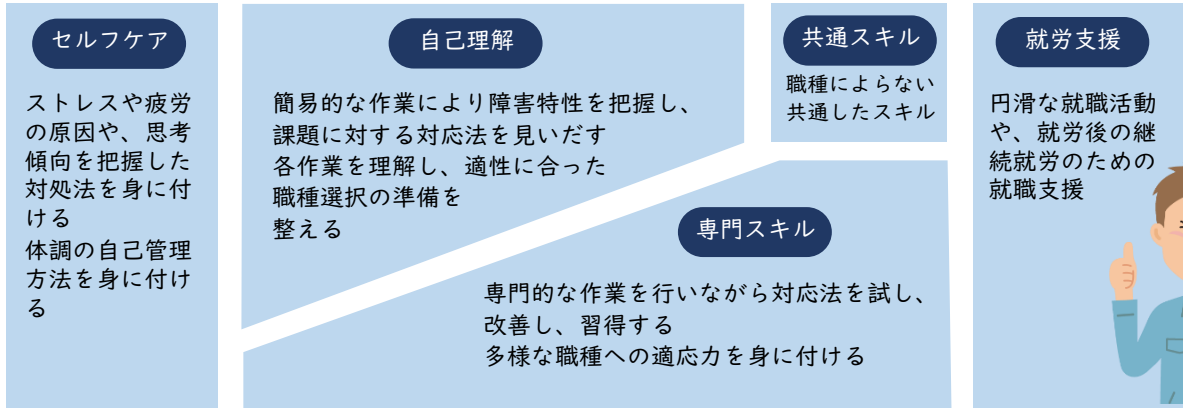 セルフケア
ストレスや疲労
の原因や、思考
傾向を把握した
対処法を身に付
ける
体調の自己管理
方法を身に付け
る
自己理解
簡易的な作業により障害特性を把握し、
課題に対する対応法を見いだす
各作業を理解し、適性に合った
職種選択の準備を
整える
共通スキル
職種によらない
共通したスキル
専門スキル
専門的な作業を行いながら対応法を試し、
改善し、習得する
多様な職種への適応力を身に付ける
就労支援
円滑な就職活動
や、就労後の継
続就労のための
就職支援